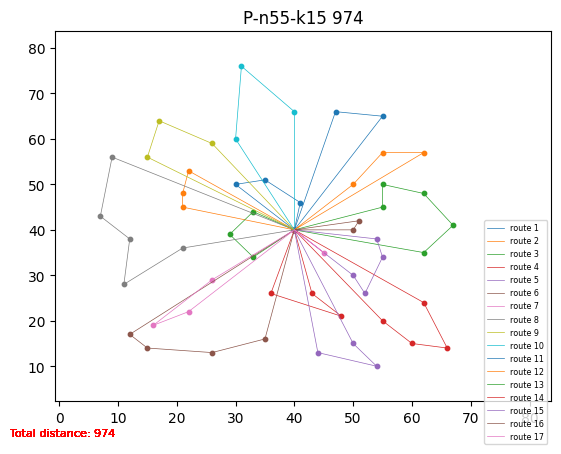 P-n55-k15 974
80
70
60
50
40
30
20
10
0 10 20 30 40 50 60 70 80
route 1
route 2
route 3
route 4
route 5
route 6
route 7
route 8
route 9
route 10
route 11
route 12
route 13
route 14
route 15
route 16
route 17
Total distance: 974